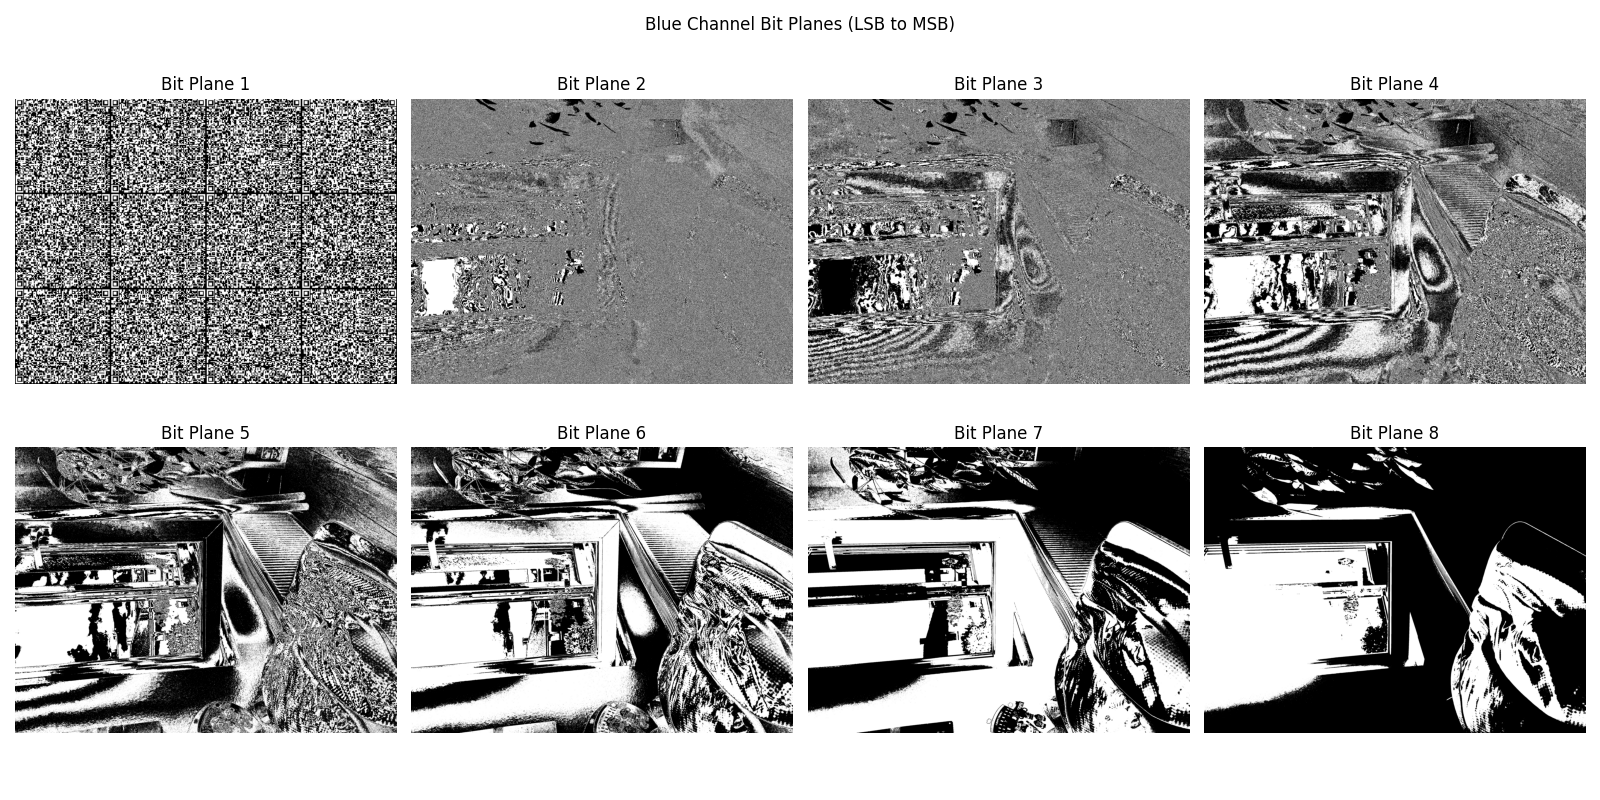 Blue Channel Bit Planes (LSB to MSB)
Bit Plane 1
Bit Plane 2
Bit Plane 3
Bit Plane 4
Bit Plane 5
Bit Plane 6
Bit Plane 7
Bit Plane 8